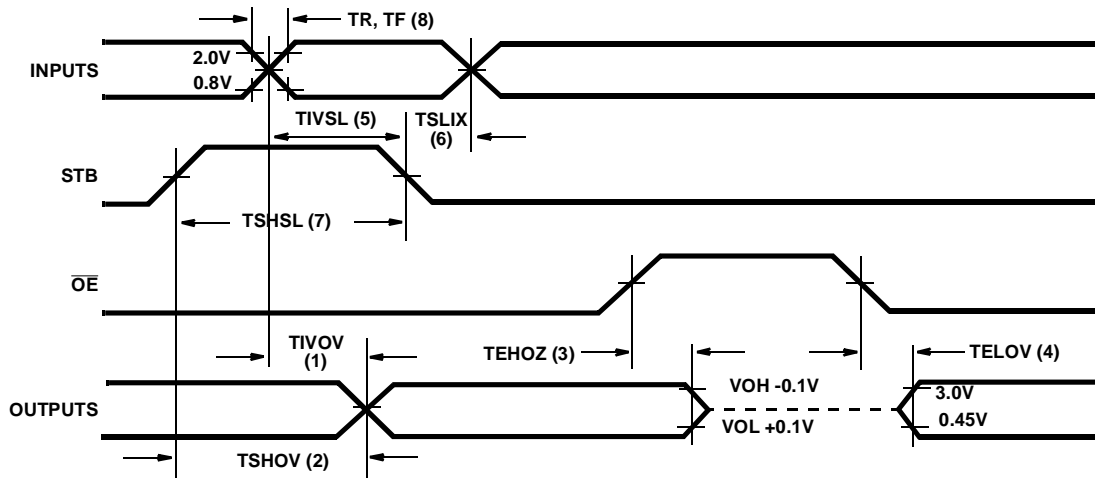 TR, TF (8)
INPUTS
2.0V
0.8V
TIVSL (5)
TSLIX
(6)
STB
TSHSL (7)
OE
TIVOV
(1)
TEHOZ (3)
TELOV (4)
OUTPUTS
VOH -0.1V
VOL +0.1V
3.0V
0.45V
TSHOV (2)